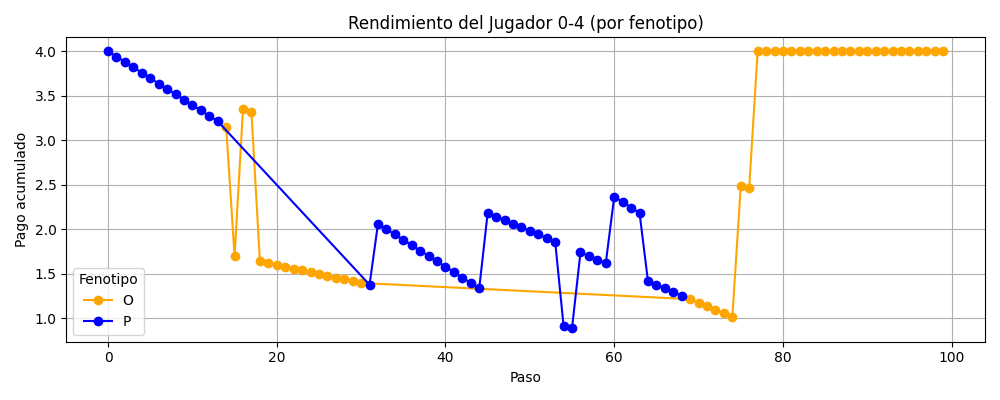 Rendimiento del Jugador 0-4 (por fenotipo)
Pago acumulado
4.0
3.5
3.0
2.5
2.0
1.5
1.0
Fenotipo
O
P
0
20
40
60
80
100
Paso